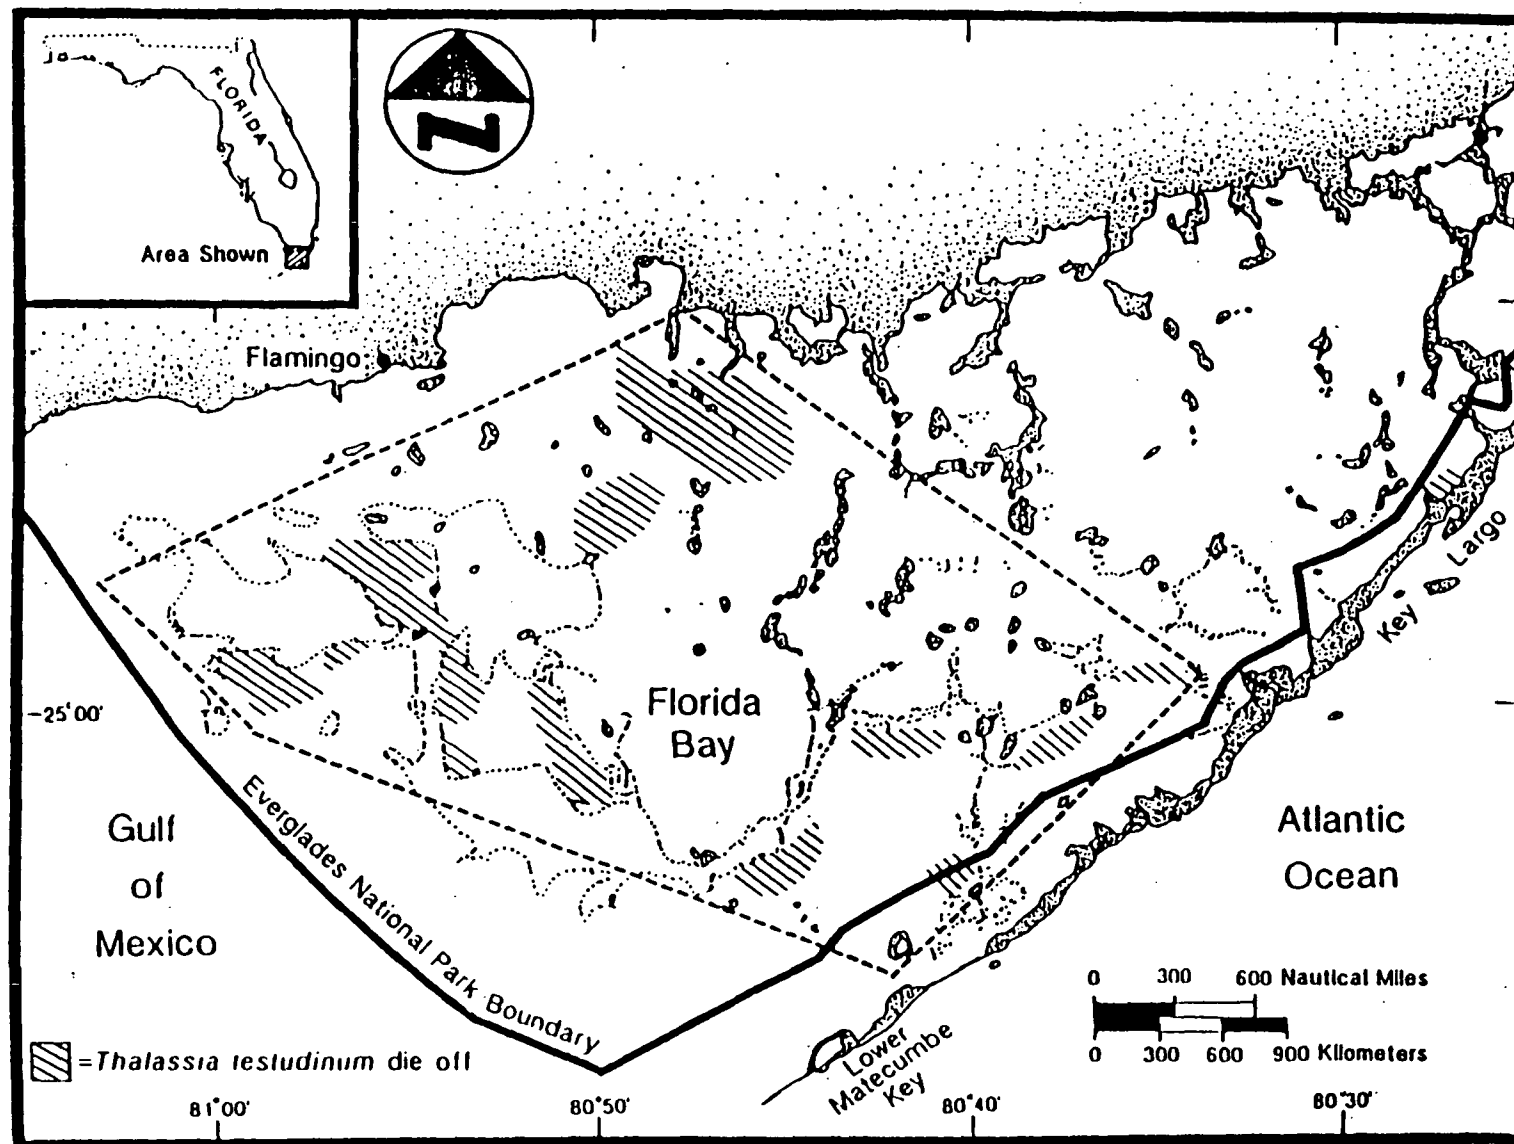 FLORIDA
Area Shown
N
Flamingo
Florida
Bay
Key Largo
-25°00'
Gulf
of
Mexico
Everglades National Park Boundary
Atlantic
Ocean
0 300 600 Nautical Miles
0 300 600 900 Kilometers
Lower
Matecumbe
Key
=Thalassia testudinum die off
81°00' 80°50' 80°40' 80°30'